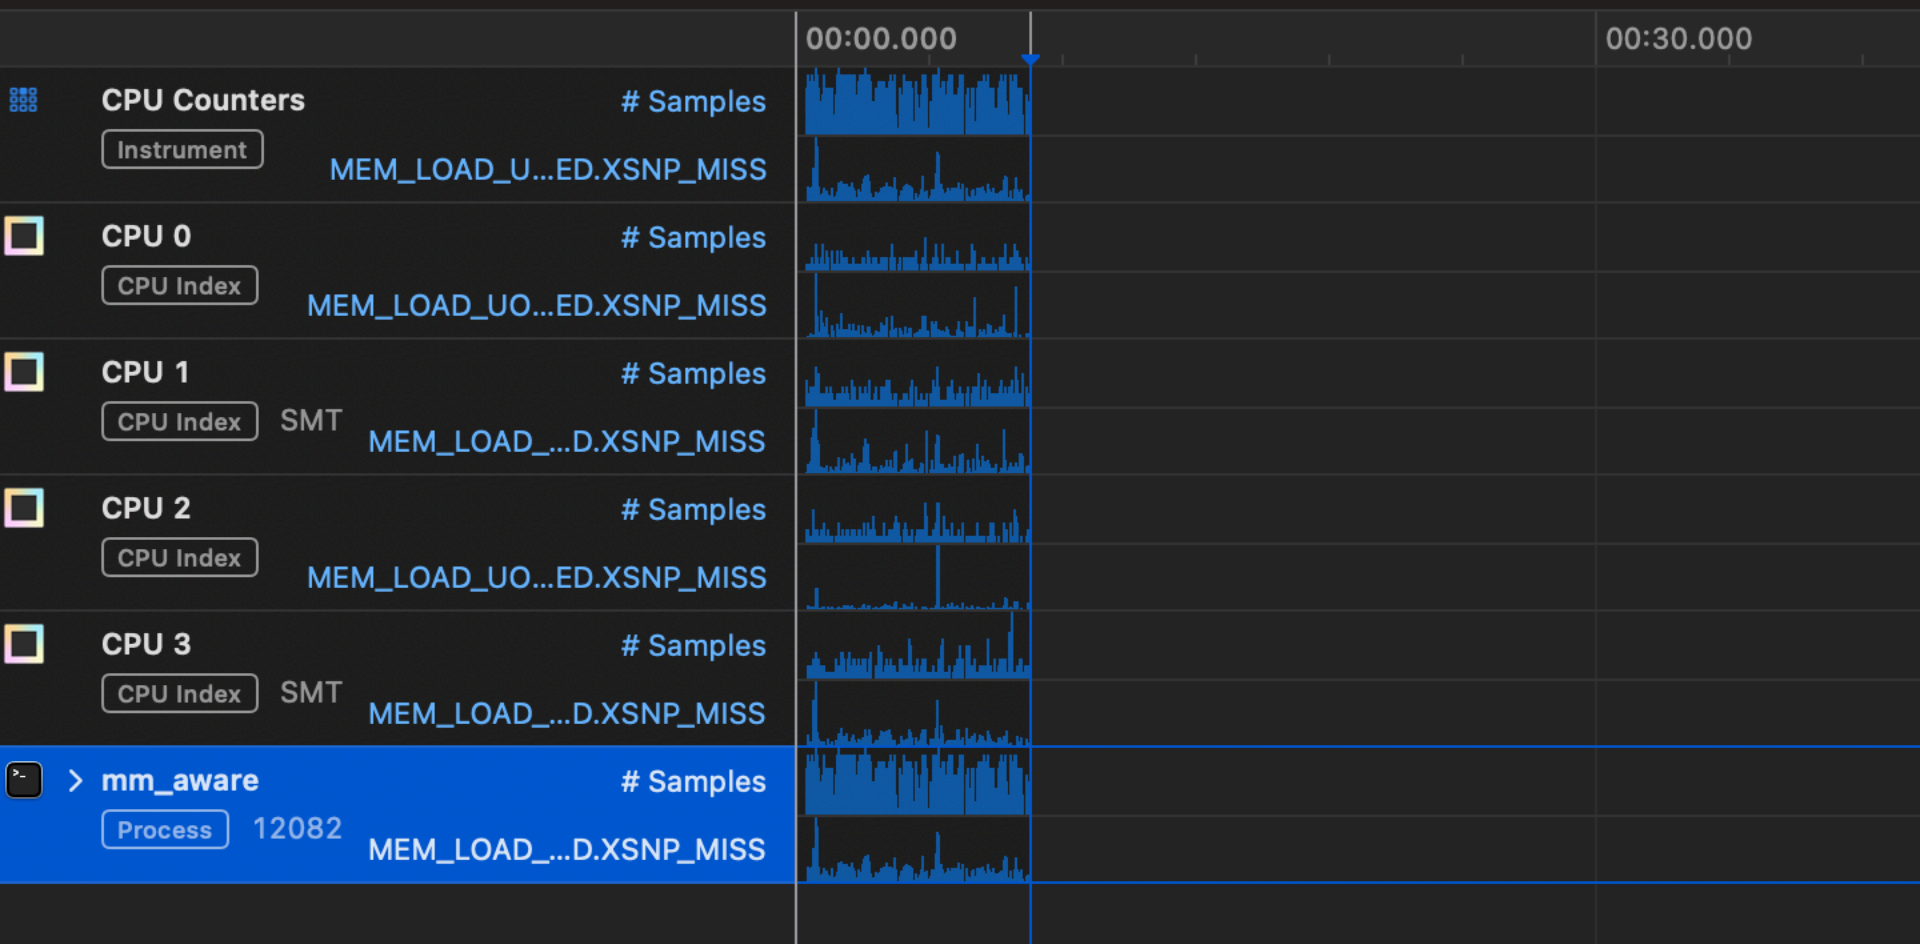 00:00.000
00:30.000
CPU Counters
# Samples
Instrument
MEM_LOAD_U...ED.XSNP_MISS
CPU 0
# Samples
CPU Index
MEM_LOAD_UO...ED.XSNP_MISS
CPU 1
# Samples
CPU Index SMT
MEM_LOAD_...D.XSNP_MISS
CPU 2
# Samples
CPU Index
MEM_LOAD_UO...ED.XSNP_MISS
CPU 3
# Samples
CPU Index SMT
MEM_LOAD_...D.XSNP_MISS
mm_aware
# Samples
Process 12082
MEM_LOAD_...D.XSNP_MISS